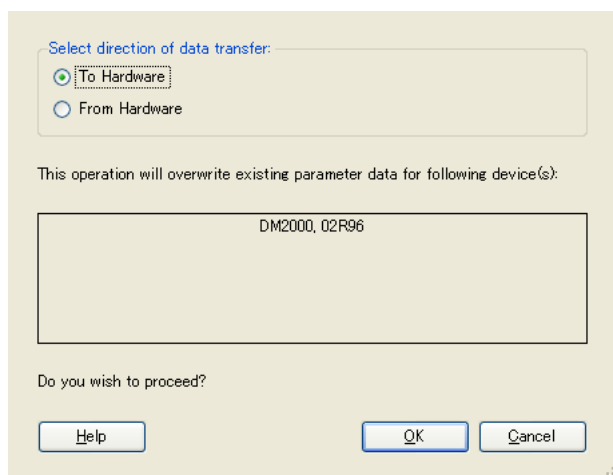 Select direction of data transfer:
To Hardware
From Hardware
This operation will overwrite existing parameter data for following device(s):
DM2000, 02R96
Do you wish to proceed?
Help OK Cancel